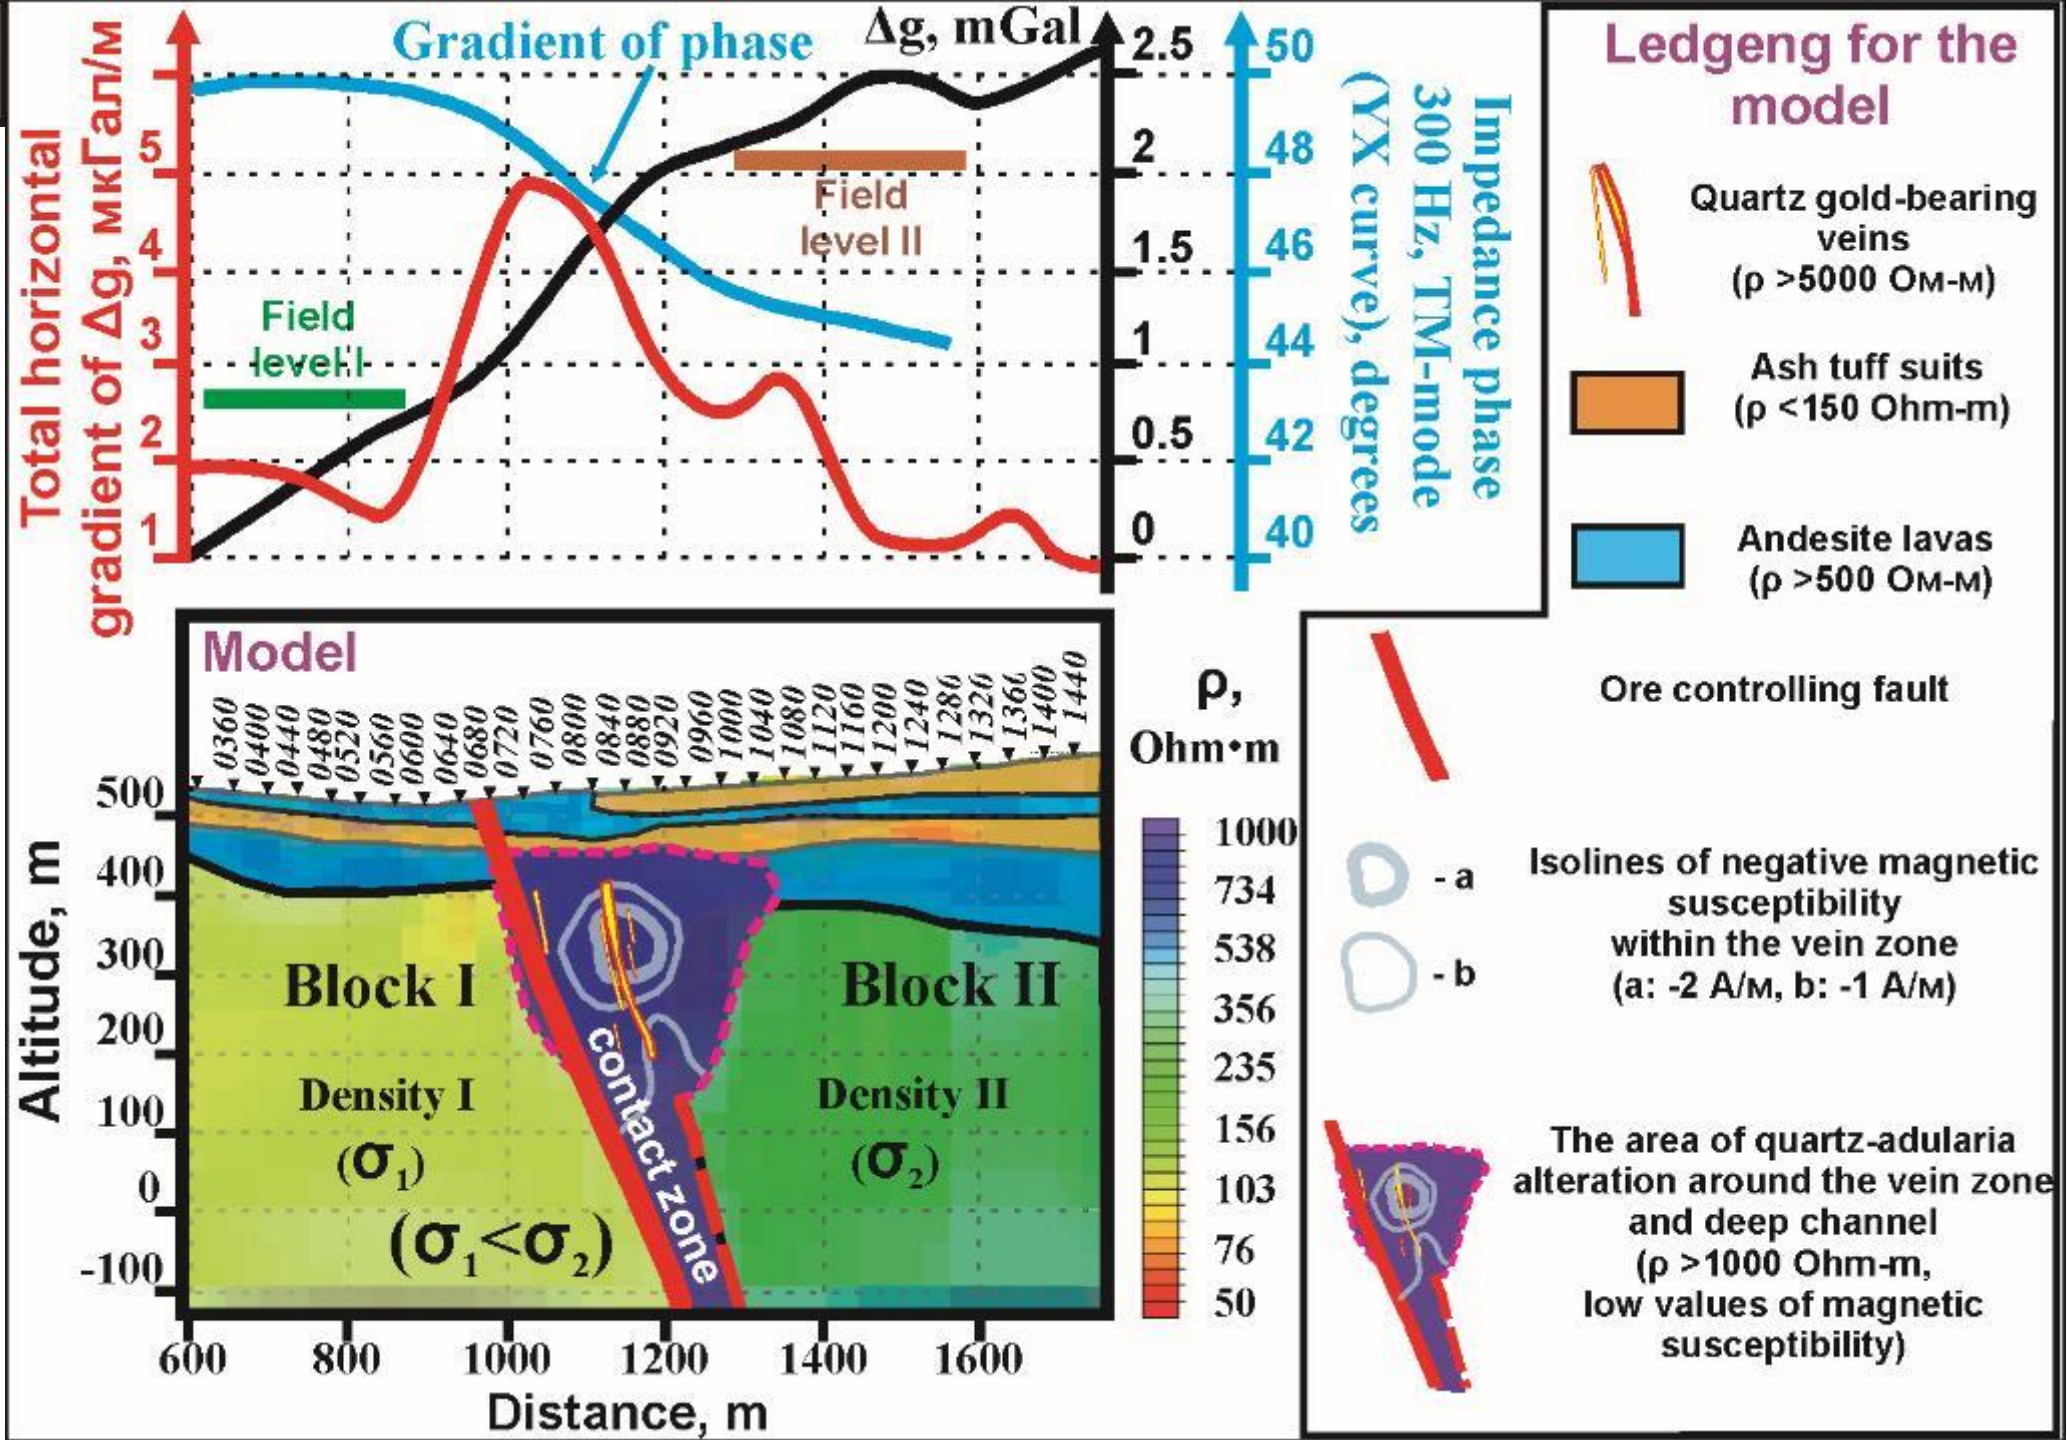 Total horizontal
gradient of Δg, мкГал/м
5
4
3
2
1
Gradient of phase
Δg, mGal
Field
level I
Field
level II
2.5
2
1.5
1
0.5
0
50
48
46
44
42
40
Impedance phase
300 Hz, TM-mode
(YX curve), degrees
Model
0360
0400
0440
0480
0520
0560
0600
0640
0680
0720
0760
0800
0840
0880
0920
0960
1000
1040
1080
1120
1160
1200
1240
1280
1320
1360
1400
1440
Altitude, m
500
400
300
200
100
0
-100
Block I
Block II
Density I
(σ₁)
Density II
(σ₂)
(σ₁<σ₂)
contact zone
600
800
1000
1200
1400
1600
Distance, m
ρ,
Ohm•m
1000
734
538
356
235
156
103
76
50
Ledgeng for the
model
Quartz gold-bearing
veins
(ρ >5000 Ом-м)
Ash tuff suits
(ρ <150 Ohm-m)
Andesite lavas
(ρ >500 Ом-м)
Ore controlling fault
- a
- b
Isolines of negative magnetic
susceptibility
within the vein zone
(a: -2 A/м, b: -1 A/м)
The area of quartz-adularia
alteration around the vein zone
and deep channel
(ρ >1000 Ohm-m,
low values of magnetic
susceptibility)